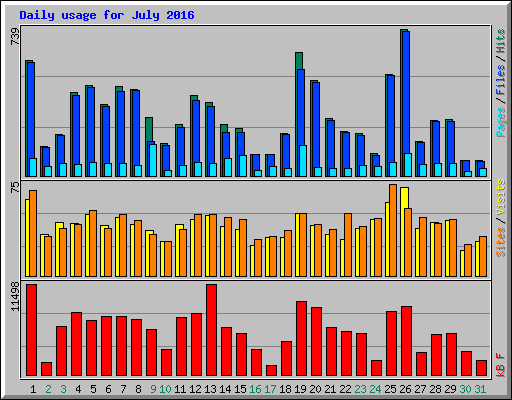 Daily usage for July 2016
739
Pages / Files / Hits
75
Sites / Visits
11498
kB F
1 2 3 4 5 6 7 8 9 10 11 12 13 14 15 16 17 18 19 20 21 22 23 24 25 26 27 28 29 30 31